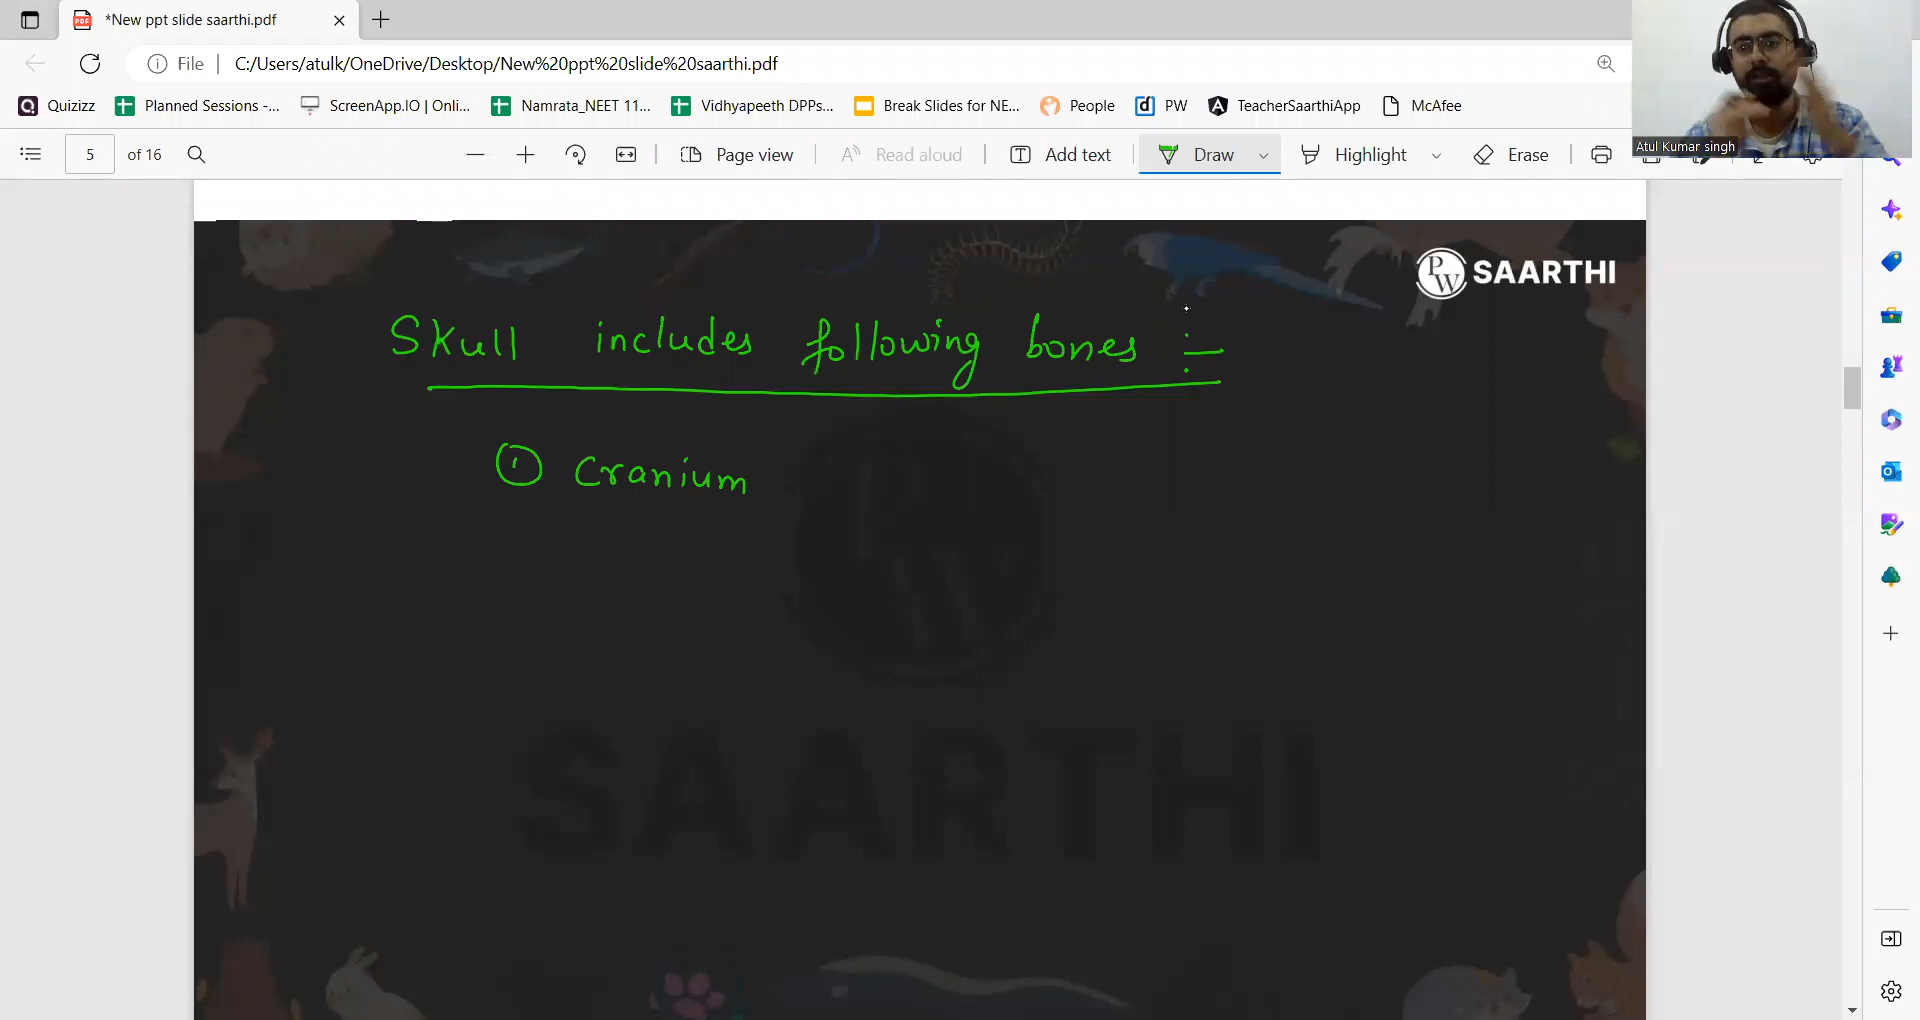 *New ppt slide saarthi.pdf
File C:/Users/atulk/OneDrive/Desktop/New%20ppt%20slide%20saarthi.pdf
Quizizz Planned Sessions -... ScreenApp.IO | Onli... Namrata_NEET 11... Vidhyapeeth DPPs... Break Slides for NE... People PW TeacherSaarthiApp McAfee
Atul Kumar singh
5 of 16 Page view Read aloud Add text Draw Highlight Erase
PW SAARTHI
Skull includes following bones :-
① Cranium
SAARTHI